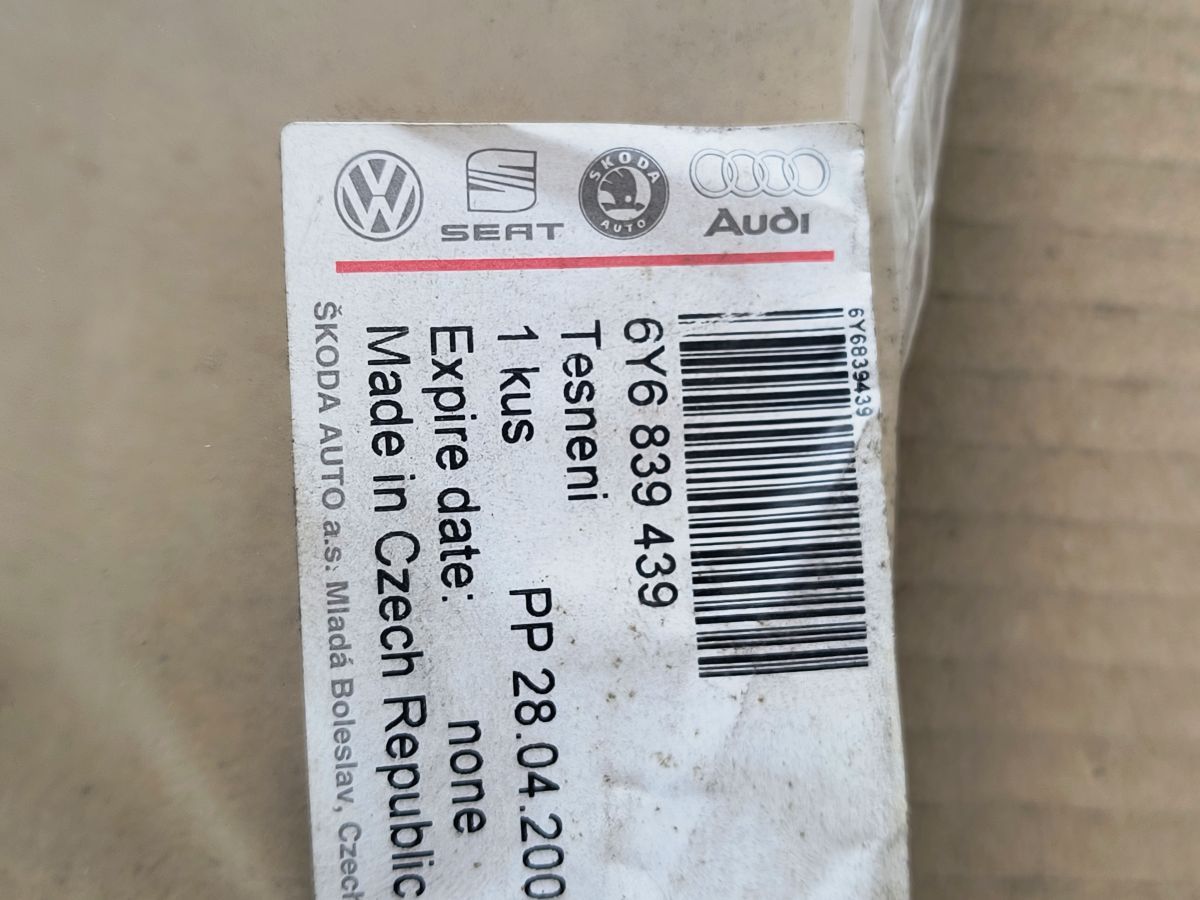 SEAT
ŠKODA
AUTO
Audi
6Y6839439
6Y6 839 439
Tesneni
1 kus PP 28.04.200
Expire date: none
Made in Czech Republic
ŠKODA AUTO a.s: Mladá Boleslav, Czech